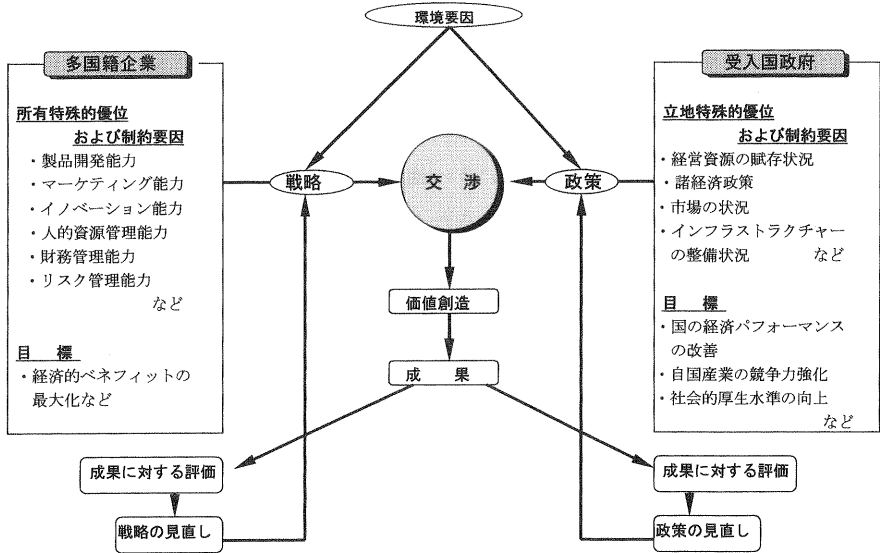 環境要因
多国籍企業
所有特殊的優位
および制約要因
・製品開発能力
・マーケティング能力
・イノベーション能力
・人的資源管理能力
・財務管理能力
・リスク管理能力
など
目　標
・経済的ベネフィットの
最大化など
受入国政府
立地特殊的優位
および制約要因
・経営資源の賦存状況
・諸経済政策
・市場の状況
・インフラストラクチャー
の整備状況　など
目　標
・国の経済パフォーマンス
の改善
・自国産業の競争力強化
・社会的厚生水準の向上
など
戦略
交　渉
政策
価値創造
成　果
成果に対する評価
戦略の見直し
成果に対する評価
政策の見直し